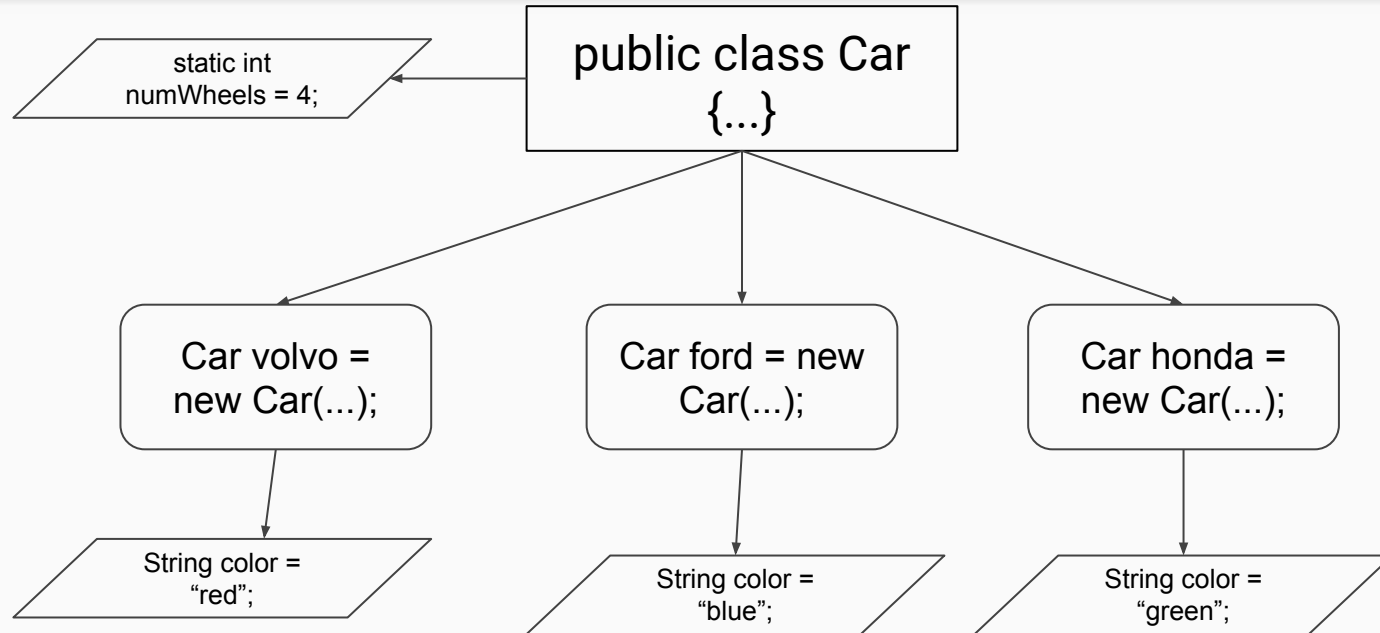 static int
numWheels = 4;
public class Car
{...}
Car volvo =
new Car(...);
Car ford = new
Car(...);
Car honda =
new Car(...);
String color =
“red”;
String color =
“blue”;
String color =
“green”;